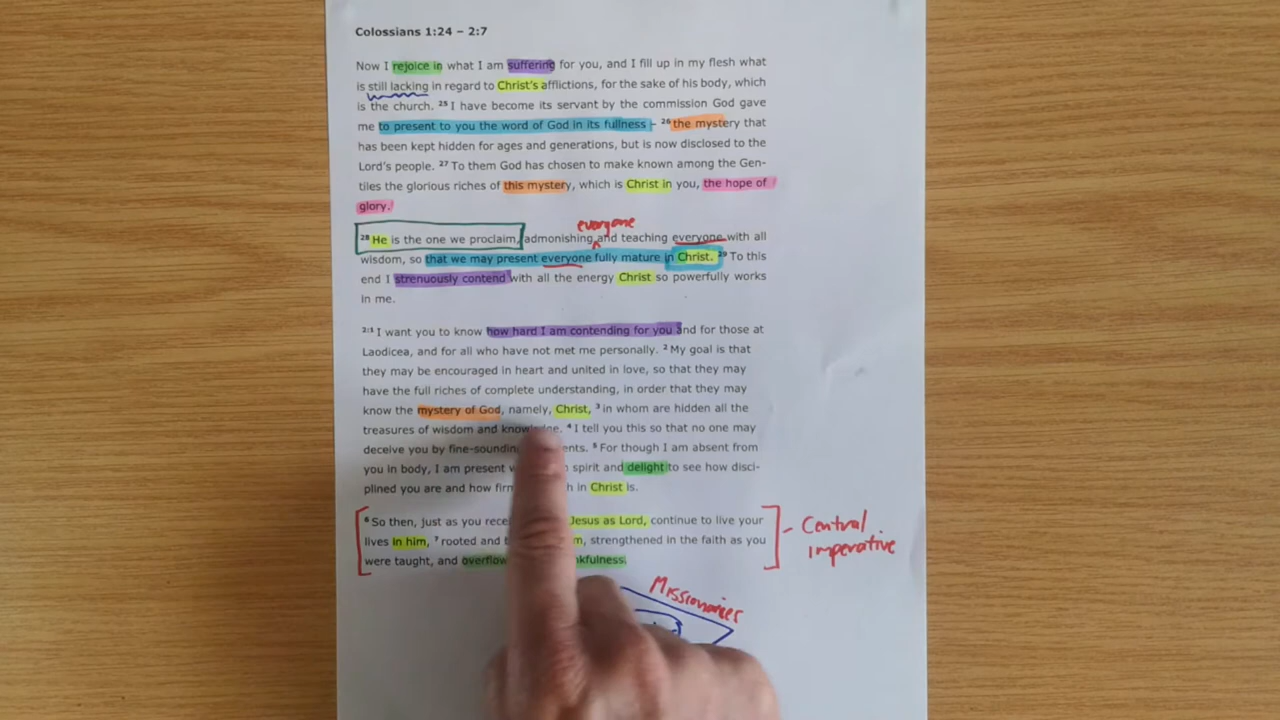 Colossians 1:24 – 2:7
Now I rejoice in what I am suffering for you, and I fill up in my flesh what
is still lacking in regard to Christ's afflictions, for the sake of his body, which
is the church. 25 I have become its servant by the commission God gave
me to present to you the word of God in its fullness – 26 the mystery that
has been kept hidden for ages and generations, but is now disclosed to the
Lord's people. 27 To them God has chosen to make known among the Gen-
tiles the glorious riches of this mystery, which is Christ in you, the hope of
glory.
everyone
28 He is the one we proclaim, admonishing and teaching everyone with all
wisdom, so that we may present everyone fully mature in Christ. 29 To this
end I strenuously contend with all the energy Christ so powerfully works
in me.
2:1 I want you to know how hard I am contending for you and for those at
Laodicea, and for all who have not met me personally. 2 My goal is that
they may be encouraged in heart and united in love, so that they may
have the full riches of complete understanding, in order that they may
know the mystery of God, namely, Christ, 3 in whom are hidden all the
treasures of wisdom and knowledge. 4 I tell you this so that no one may
deceive you by fine-sounding ents. 5 For though I am absent from
you in body, I am present spirit and delight to see how disci-
plined you are and how firm in Christ is.
6 So then, just as you rece Jesus as Lord, continue to live your
lives in him, 7 rooted and strengthened in the faith as you
were taught, and overflow nkfulness.
Central
imperative
Missionaries